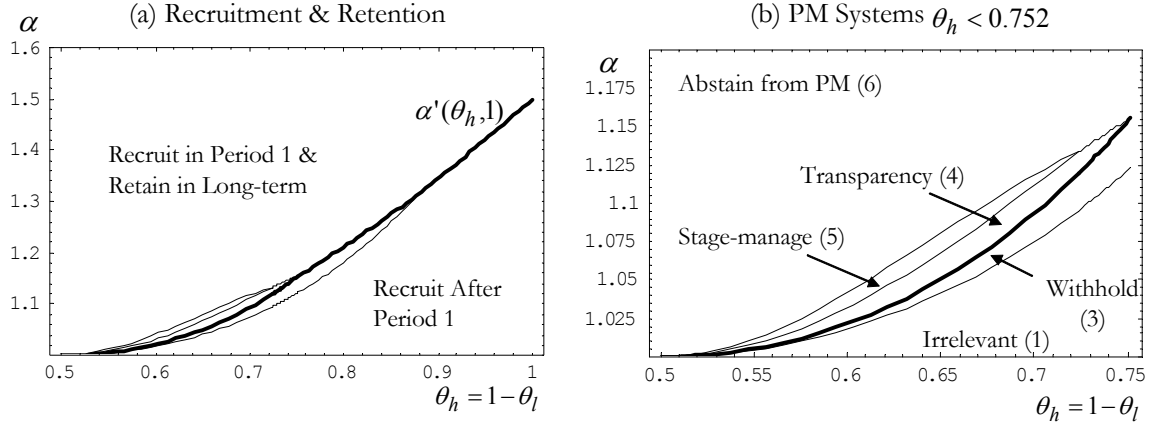 (a) Recruitment & Retention
α
1.6
1.5
1.4
1.3
1.2
1.1
α'(θh,1)
Recruit in Period 1 &
Retain in Long-term
Recruit After
Period 1
0.5 0.6 0.7 0.8 0.9 1
θh = 1−θl
(b) PM Systems θh < 0.752
α
1.175
1.15
1.125
1.1
1.075
1.05
1.025
Abstain from PM (6)
Transparency (4)
Stage-manage (5)
Withhold
(3)
Irrelevant (1)
0.5 0.55 0.6 0.65 0.7 0.75
θh = 1−θl